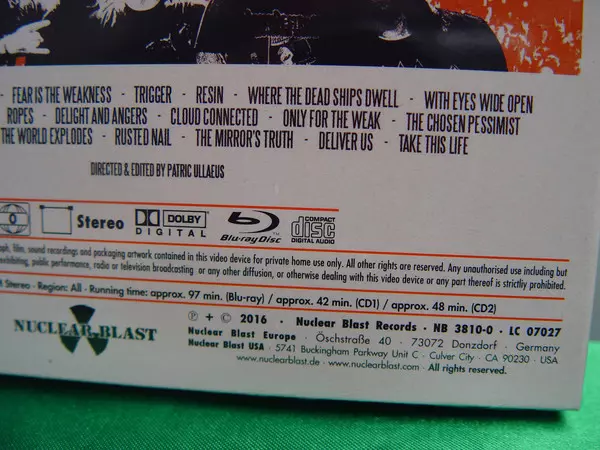 - FEAR IS THE WEAKNESS - TRIGGER - RESIN - WHERE THE DEAD SHIPS DWELL - WITH EYES WIDE OPEN
ROPES - DELIGHT AND ANGERS - CLOUD CONNECTED - ONLY FOR THE WEAK - THE CHOSEN PESSIMIST
THE WORLD EXPLODES - RUSTED NAIL - THE MIRROR'S TRUTH - DELIVER US - TAKE THIS LIFE
DIRECTED & EDITED BY PATRIC ULLAEUS
0 Stereo DOLBY DIGITAL Blu-ray Disc COMPACT disc DIGITAL AUDIO
film, sound recordings and packaging artwork contained in this video device for private home use only. All other rights are reserved. Any unauthorised use including but
public performance, radio or television broadcasting or any other diffusion, or otherwise dealing with this video device or any part thereof is strictly prohibited.
Stereo - Region: All - Running time: approx. 97 min. (Blu-ray) / approx. 42 min. (CD1) / approx. 48 min. (CD2)
NUCLEAR BLAST
℗ + © 2016 • Nuclear Blast Records • NB 3810-0 • LC 07027
Nuclear Blast Europe • Öschstraße 40 • 73072 Donzdorf • Germany
Nuclear Blast USA • 5741 Buckingham Parkway Unit C • Culver City • CA 90230 • USA
www.nuclearblast.de • www.nuclearblast.com • All rights reserved.